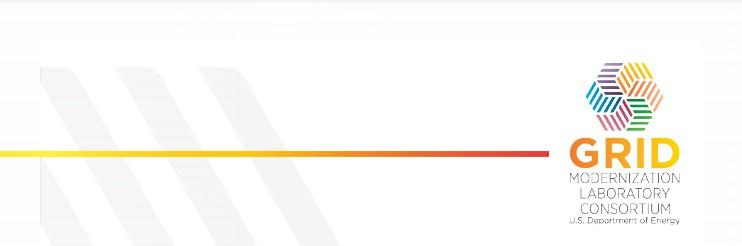 GRID
MODERNIZATION
LABORATORY
CONSORTIUM
U.S. Department of Energy